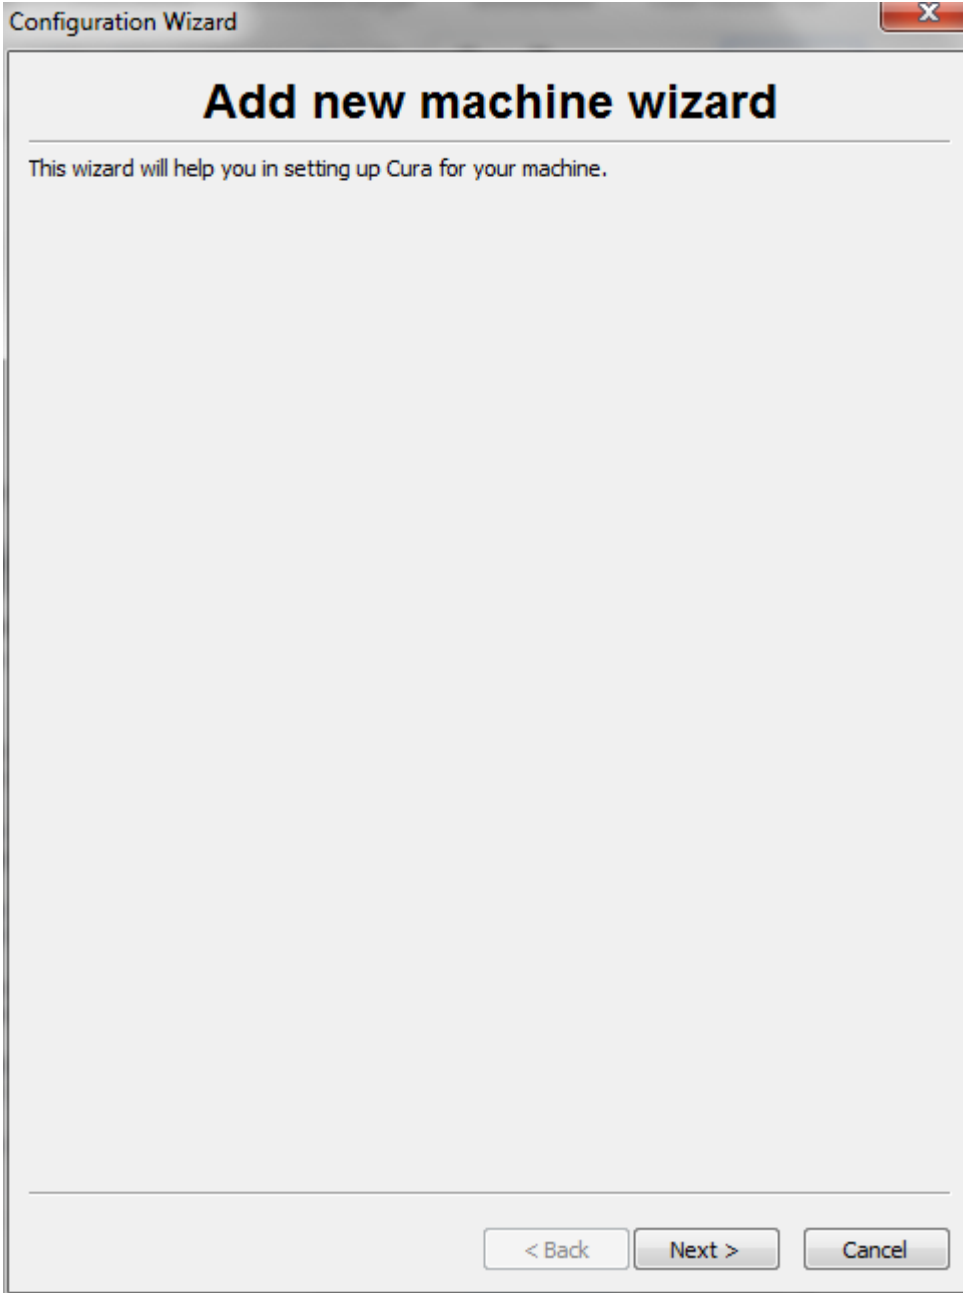 Configuration Wizard
Add new machine wizard
This wizard will help you in setting up Cura for your machine.
< Back
Next >
Cancel